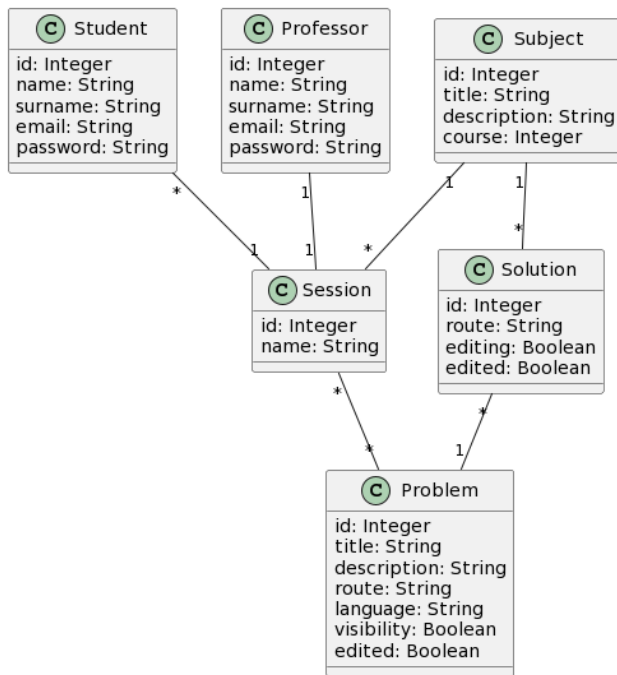 C Student
id: Integer
name: String
surname: String
email: String
password: String
C Professor
id: Integer
name: String
surname: String
email: String
password: String
C Subject
id: Integer
title: String
description: String
course: Integer
* 1
1 1
1 *
1 *
C Session
id: Integer
name: String
C Solution
id: Integer
route: String
editing: Boolean
edited: Boolean
* *
* 1
C Problem
id: Integer
title: String
description: String
route: String
language: String
visibility: Boolean
edited: Boolean